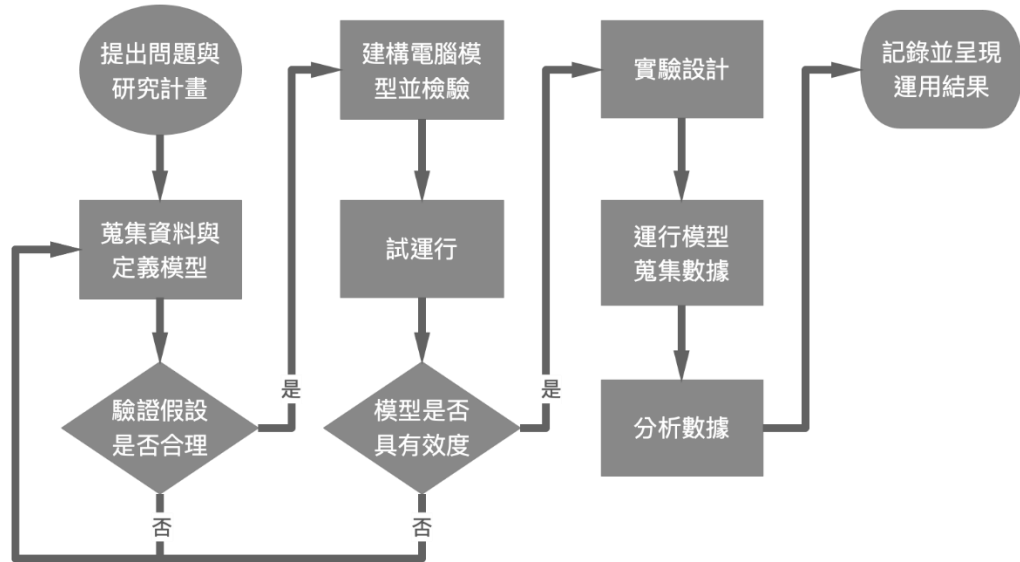 提出問題與
研究計畫
蒐集資料與
定義模型
驗證假設
是否合理
否
是
建構電腦模
型並檢驗
試運行
模型是否
具有效度
否
是
實驗設計
運行模型
蒐集數據
分析數據
記錄並呈現
運用結果